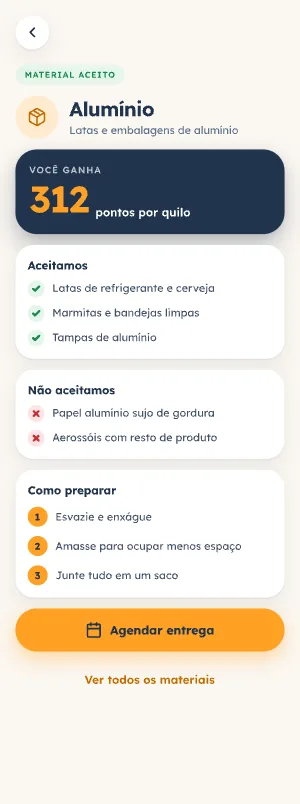 MATERIAL ACEITO
Alumínio
Latas e embalagens de alumínio
VOCÊ GANHA
312 pontos por quilo
Aceitamos
Latas de refrigerante e cerveja
Marmitas e bandejas limpas
Tampas de alumínio
Não aceitamos
Papel alumínio sujo de gordura
Aerossóis com resto de produto
Como preparar
1 Esvazie e enxágue
2 Amasse para ocupar menos espaço
3 Junte tudo em um saco
Agendar entrega
Ver todos os materiais